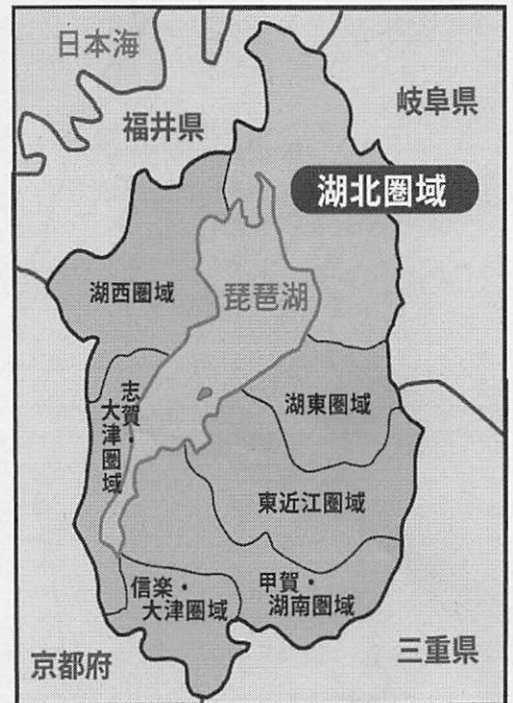 日本海
福井県
岐阜県
湖北圏域
湖西圏域
琵琶湖
志賀・
大津圏域
湖東圏域
東近江圏域
信楽・
大津圏域
甲賀・
湖南圏域
京都府
三重県